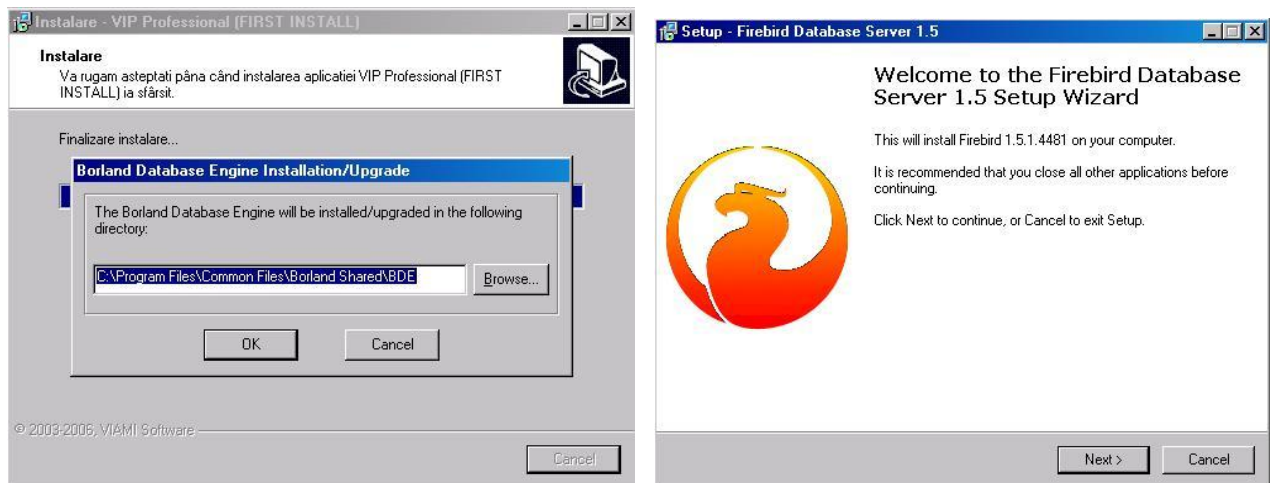 Instalare - VIP Professional (FIRST INSTALL)
Instalare
Va rugam asteptati pâna când instalarea aplicatiei VIP Professional (FIRST
INSTALL) ia sfârsit.
Finalizare instalare...
Borland Database Engine Installation/Upgrade
The Borland Database Engine will be installed/upgraded in the following
directory:
C:\Program Files\Common Files\Borland Shared\BDE
Browse...
OK
Cancel
© 2003-2006, VIAMI Software
Cancel
Setup - Firebird Database Server 1.5
Welcome to the Firebird Database
Server 1.5 Setup Wizard
This will install Firebird 1.5.1.4481 on your computer.
It is recommended that you close all other applications before
continuing.
Click Next to continue, or Cancel to exit Setup.
Next >
Cancel